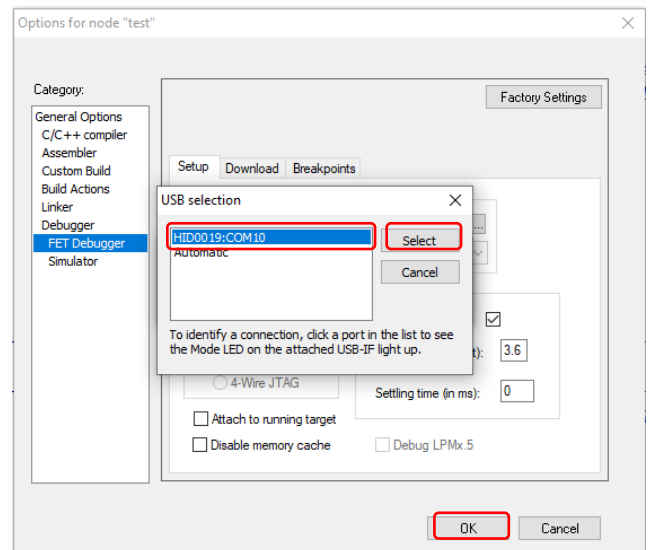 Options for node "test"
Category:
Factory Settings
General Options
C/C++ compiler
Assembler
Custom Build
Build Actions
Linker
Debugger
FET Debugger
Simulator
Setup Download Breakpoints
USB selection
HID0019:COM10
Automatic
Select
Cancel
...
To identify a connection, click a port in the list to see
the Mode LED on the attached USB-IF light up.
t): 3.6
4-Wire JTAG
Settling time (in ms): 0
Attach to running target
Disable memory cache
Debug LPMx.5
OK
Cancel